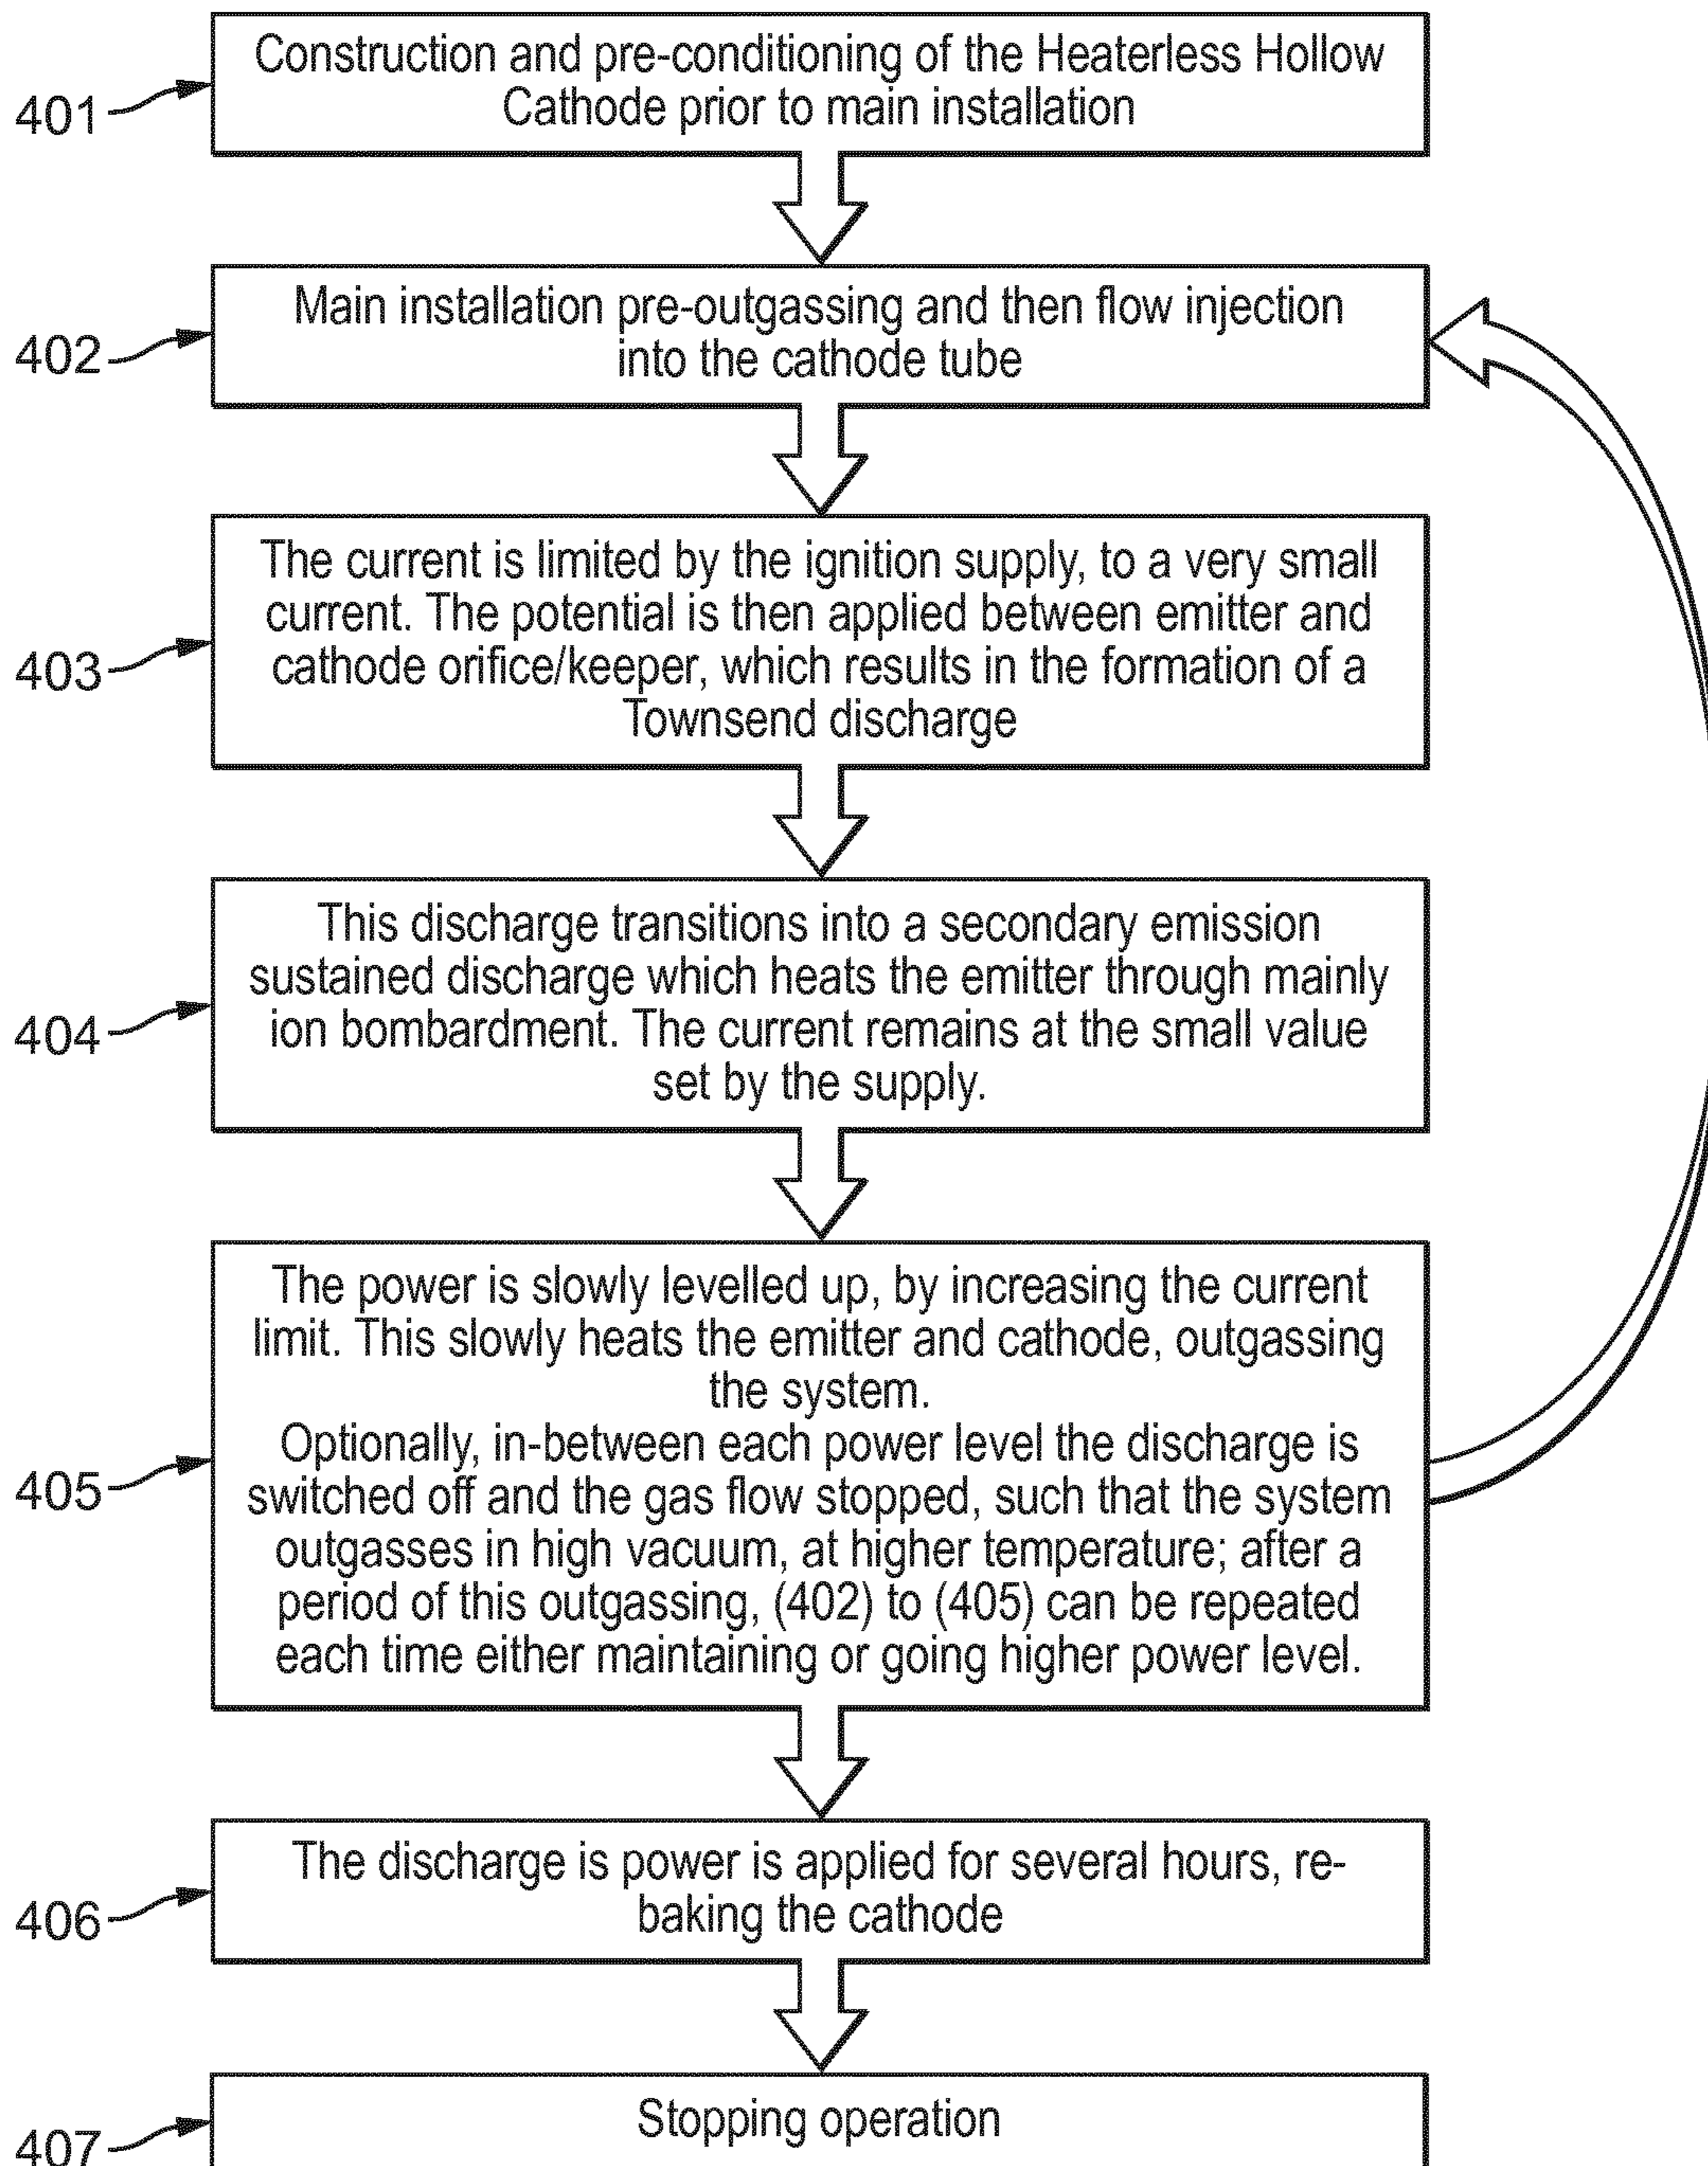 Construction and pre-conditioning of the Heaterless Hollow
Cathode prior to main installation
401
Main installation pre-outgassing and then flow injection
into the cathode tube
402
The current is limited by the ignition supply, to a very small
current. The potential is then applied between emitter and
cathode orifice/keeper, which results in the formation of a
Townsend discharge
403
This discharge transitions into a secondary emission
sustained discharge which heats the emitter through mainly
ion bombardment. The current remains at the small value
set by the supply.
404
The power is slowly levelled up, by increasing the current
limit. This slowly heats the emitter and cathode, outgassing
the system.
Optionally, in-between each power level the discharge is
switched off and the gas flow stopped, such that the system
outgasses in high vacuum, at higher temperature; after a
period of this outgassing, (402) to (405) can be repeated
each time either maintaining or going higher power level.
405
The discharge is power is applied for several hours, re-
baking the cathode
406
Stopping operation
407